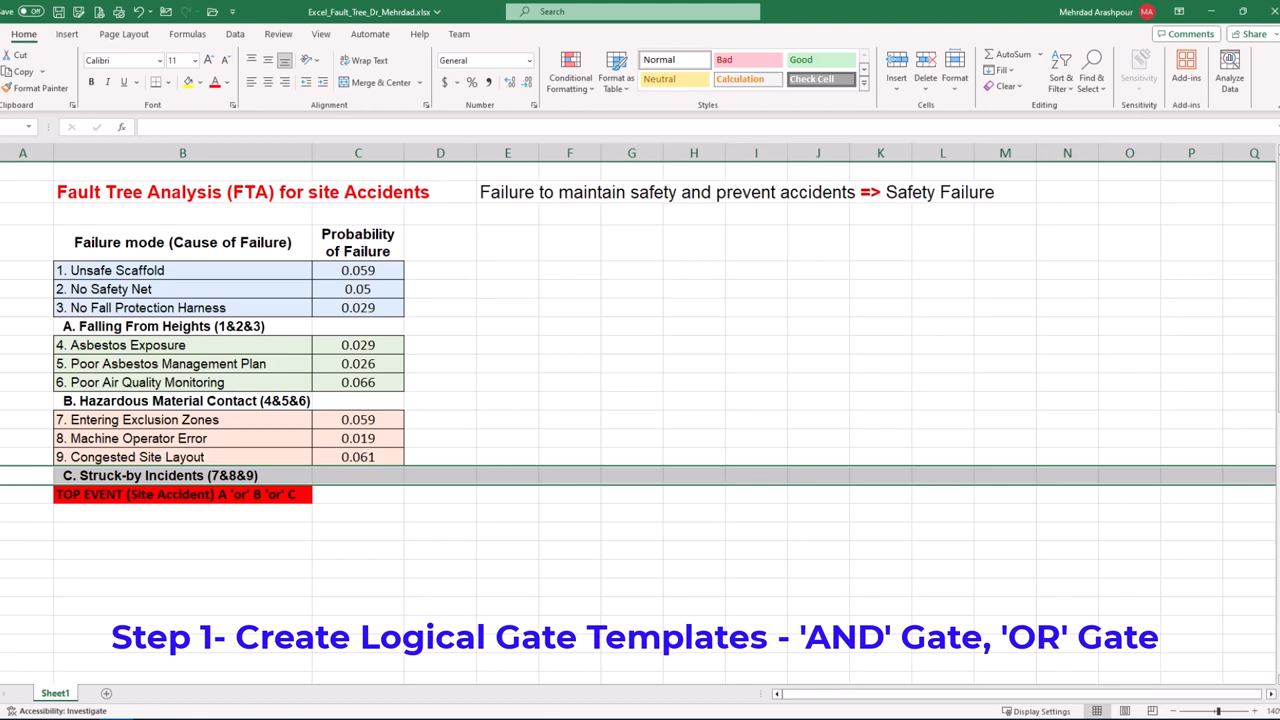 Save Off Excel_Fault_Tree_Dr_Mehrdad.xlsx Search Mehrdad Arashpour MA
Home Insert Page Layout Formulas Data Review View Automate Help Team Comments Share
Cut
Copy
Format Painter
Clipboard
Calibri 11
B I U
Font
Wrap Text
Merge & Center
Alignment
General
$ % 9
Number
Conditional Formatting
Format as Table
Normal Bad Good
Neutral Calculation Check Cell
Styles
Insert Delete Format
Cells
AutoSum
Fill
Clear
Sort & Filter
Find & Select
Editing
Sensitivity
Sensitivity
Add-ins
Add-ins
Analyze Data
fx
A B C D E F G H I J K L M N O P Q
Fault Tree Analysis (FTA) for site Accidents Failure to maintain safety and prevent accidents => Safety Failure
Failure mode (Cause of Failure) Probability of Failure
1. Unsafe Scaffold 0.059
2. No Safety Net 0.05
3. No Fall Protection Harness 0.029
A. Falling From Heights (1&2&3)
4. Asbestos Exposure 0.029
5. Poor Asbestos Management Plan 0.026
6. Poor Air Quality Monitoring 0.066
B. Hazardous Material Contact (4&5&6)
7. Entering Exclusion Zones 0.059
8. Machine Operator Error 0.019
9. Congested Site Layout 0.061
C. Struck-by Incidents (7&8&9)
TOP EVENT (Site Accident) A 'or' B 'or' C
Step 1- Create Logical Gate Templates - 'AND' Gate, 'OR' Gate
Sheet1
Accessibility: Investigate Display Settings 140